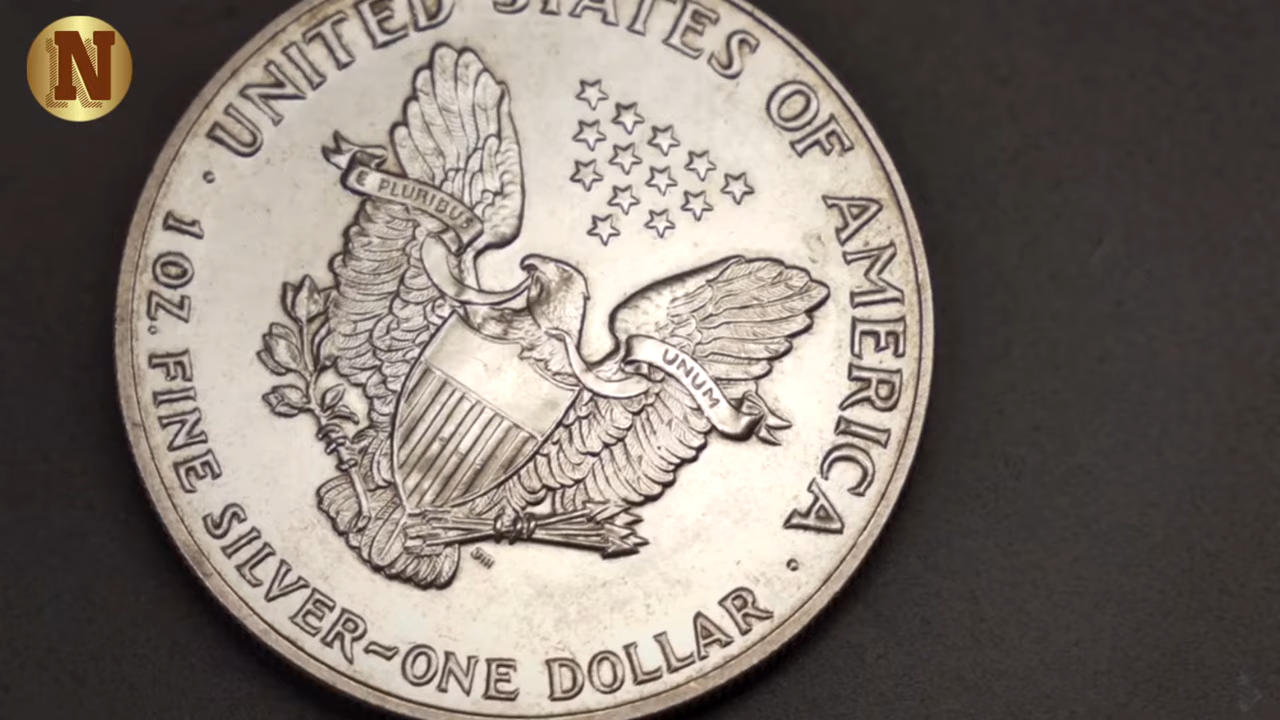 N
UNITED STATES OF AMERICA
E PLURIBUS
UNUM
1 OZ. FINE SILVER~ONE DOLLAR